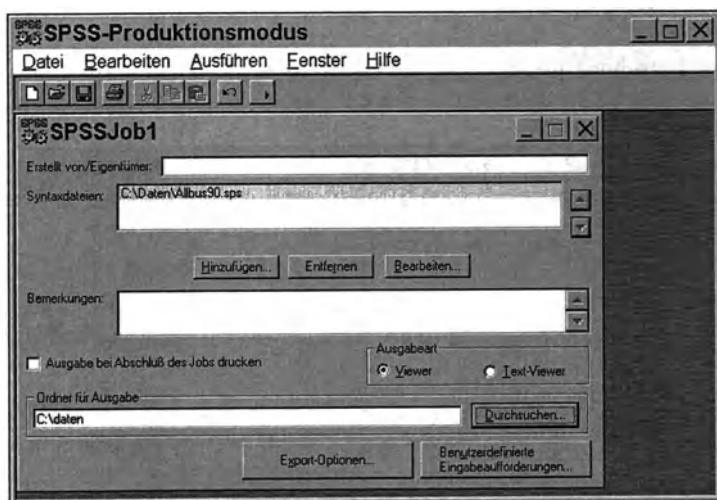 SPSS SPSS-Produktionsmodus
Datei Bearbeiten Ausführen Fenster Hilfe
SPSS SPSSJob1
Erstellt von/Eigentümer:
Syntaxdateien: C:\Daten\Allbus90.sps
Hinzufügen... Entfernen Bearbeiten...
Bemerkungen:
Ausgabe bei Abschluß des Jobs drucken
Ausgabeart
Viewer Text-Viewer
Ordner für Ausgabe
C:\daten Durchsuchen...
Export-Optionen... Benutzerdefinierte
Eingabeaufforderungen...